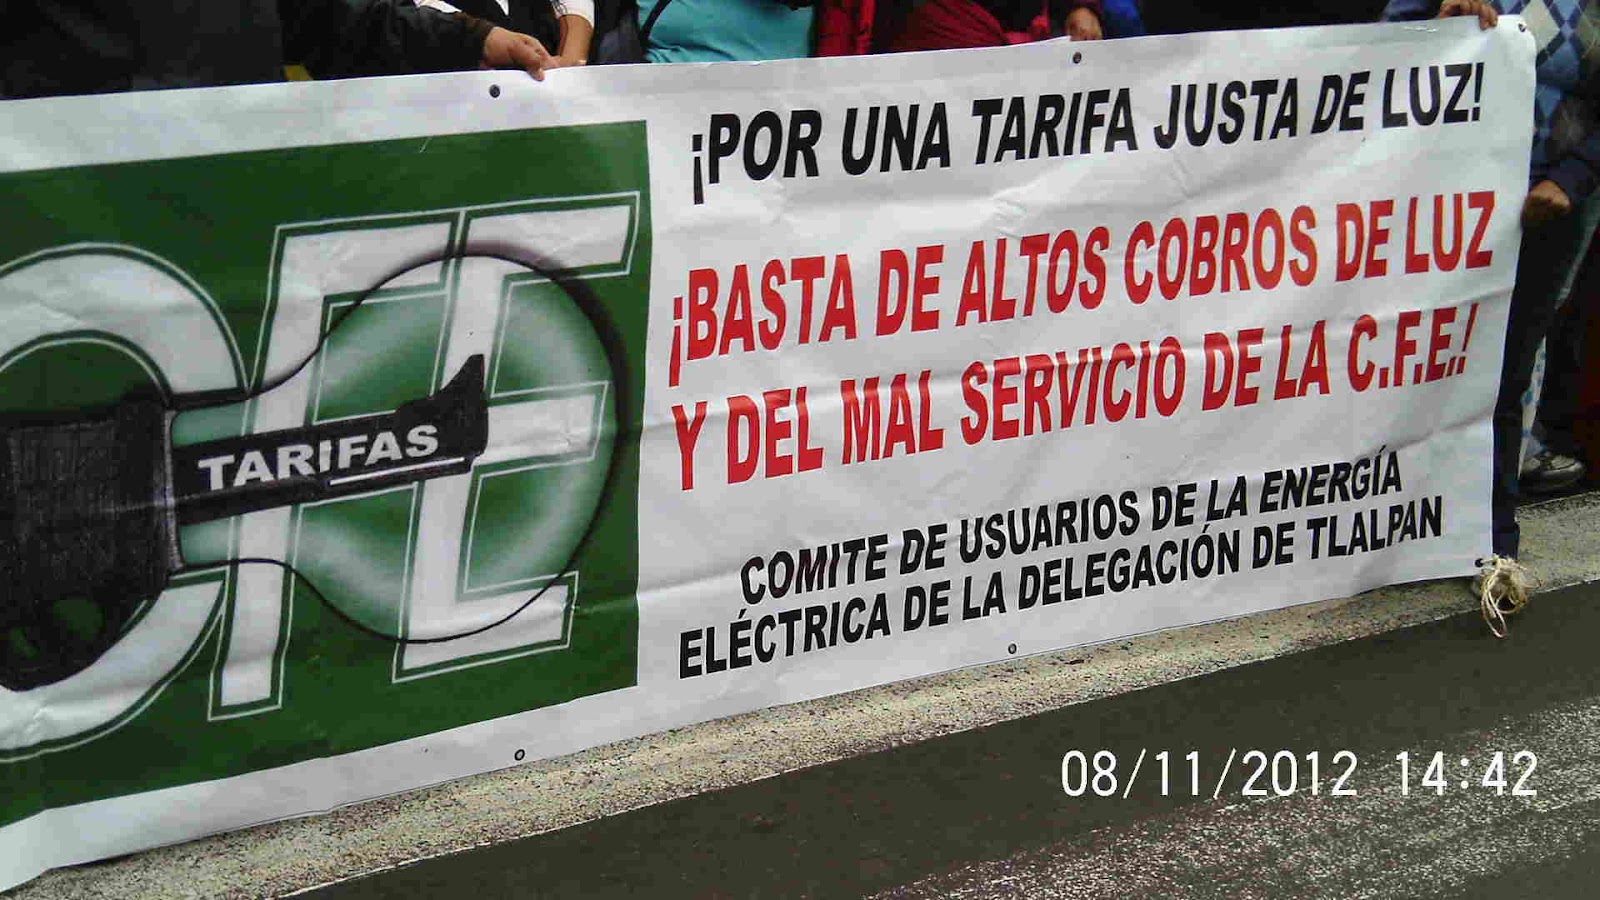 ¡POR UNA TARIFA JUSTA DE LUZ!
¡BASTA DE ALTOS COBROS DE LUZ
Y DEL MAL SERVICIO DE LA C.F.E.!
COMITE DE USUARIOS DE LA ENERGÍA
ELÉCTRICA DE LA DELEGACIÓN DE TLALPAN
CFE
TARIFAS
08/11/2012 14:42